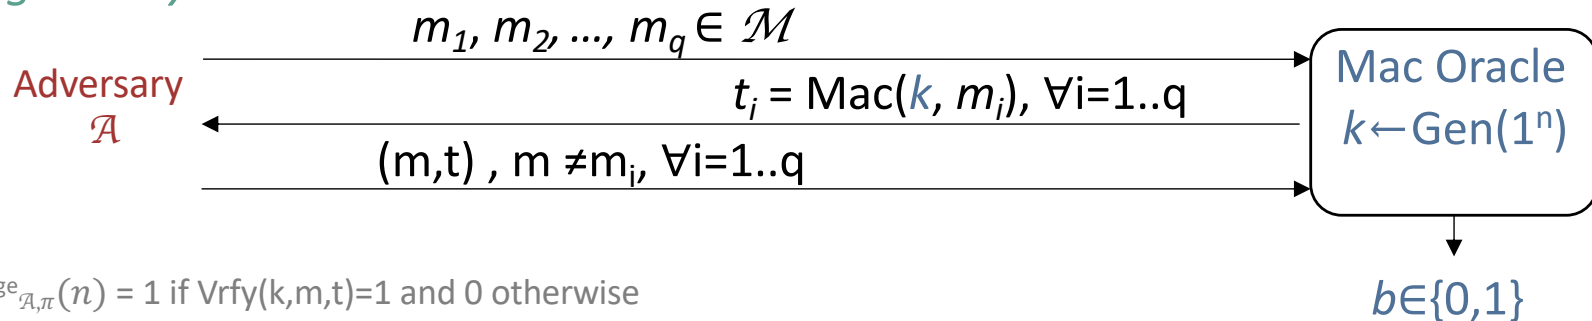 m₁, m₂, ..., m_q ∈ ℳ
Adversary
𝒜
Mac Oracle
k←Gen(1ⁿ)
tᵢ = Mac(k, mᵢ), ∀i=1..q
(m,t) , m ≠mᵢ, ∀i=1..q
𝒜,π(n) = 1 if Vrfy(k,m,t)=1 and 0 otherwise
b∈{0,1}